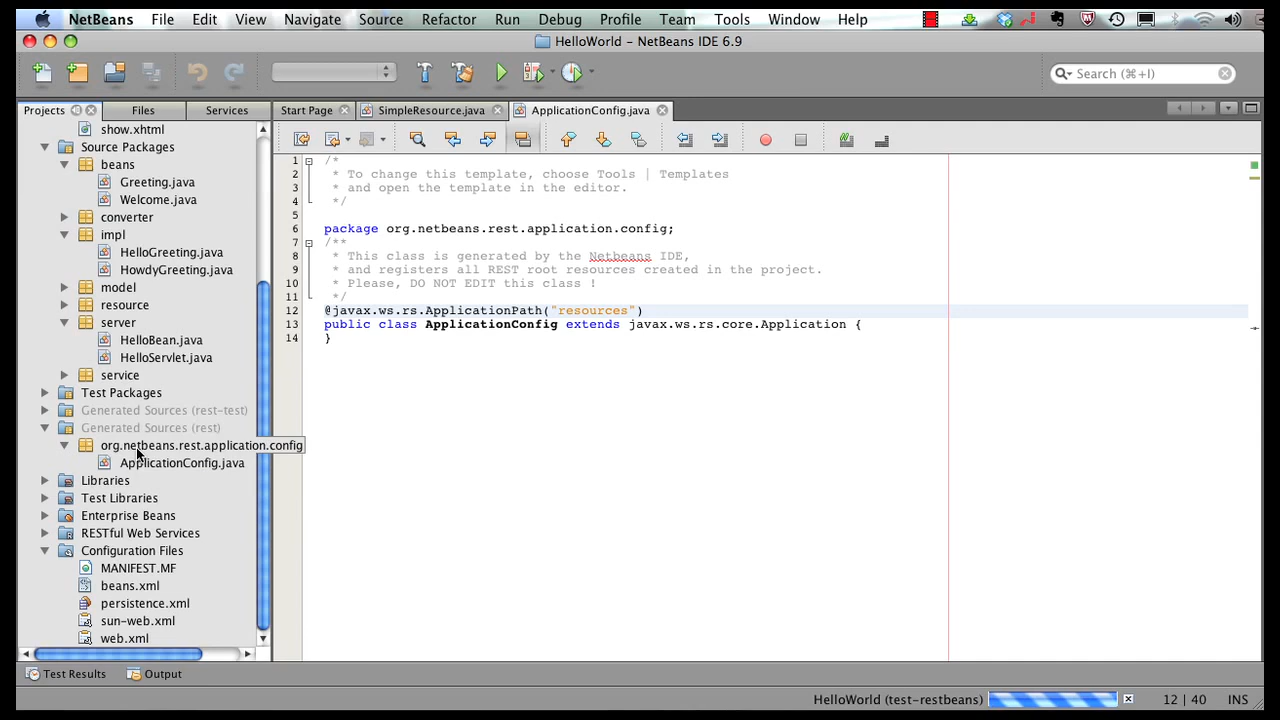 NetBeans File Edit View Navigate Source Refactor Run Debug Profile Team Tools Window Help
HelloWorld – NetBeans IDE 6.9
Search (⌘+I)
Projects Files Services
Start Page SimpleResource.java ApplicationConfig.java
show.xhtml
Source Packages
beans
Greeting.java
Welcome.java
converter
impl
HelloGreeting.java
HowdyGreeting.java
model
resource
server
HelloBean.java
HelloServlet.java
service
Test Packages
Generated Sources (rest-test)
Generated Sources (rest)
org.netbeans.rest.application.config
ApplicationConfig.java
Libraries
Test Libraries
Enterprise Beans
RESTful Web Services
Configuration Files
MANIFEST.MF
beans.xml
persistence.xml
sun-web.xml
web.xml
1 /*
2 * To change this template, choose Tools | Templates
3 * and open the template in the editor.
4 */
5
6 package org.netbeans.rest.application.config;
7 /**
8 * This class is generated by the Netbeans IDE,
9 * and registers all REST root resources created in the project.
10 * Please, DO NOT EDIT this class !
11 */
12 @javax.ws.rs.ApplicationPath("resources")
13 public class ApplicationConfig extends javax.ws.rs.core.Application {
14 }
Test Results Output
HelloWorld (test-restbeans) 12 | 40 INS